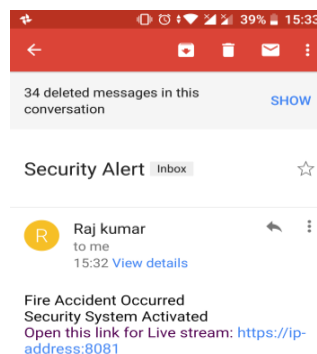 39% 15:33
34 deleted messages in this
conversation
SHOW
Security Alert Inbox
R
Raj kumar
to me
15:32 View details
Fire Accident Occurred
Security System Activated
Open this link for Live stream: https://ip-
address:8081